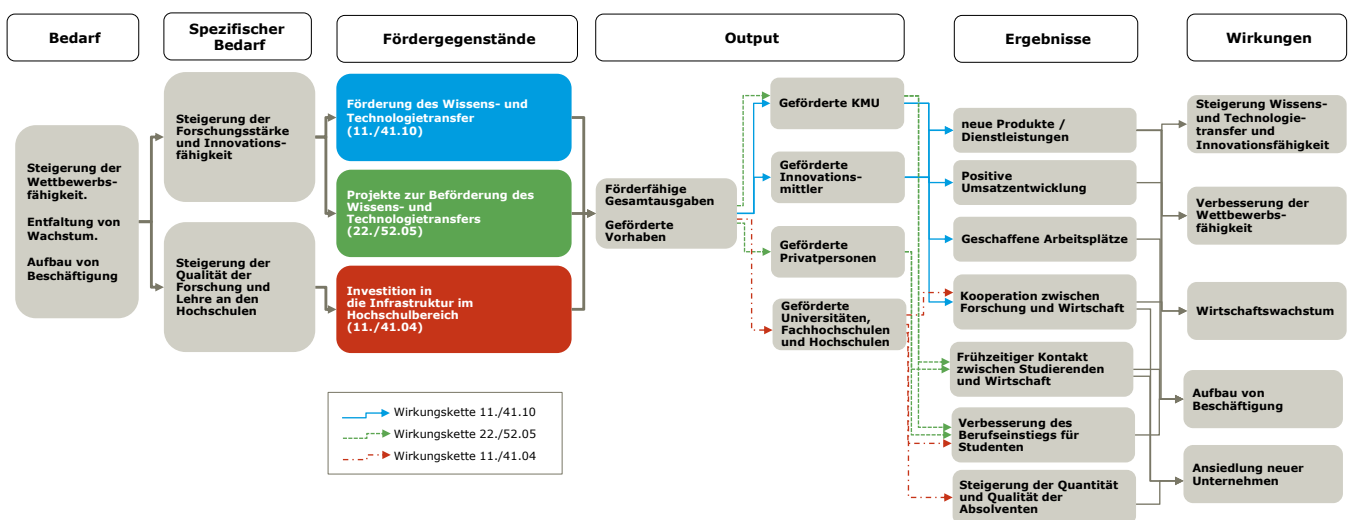 Bedarf
Spezifischer
Bedarf
Fördergegenstände
Output
Ergebnisse
Wirkungen
Steigerung der
Wettbewerbs-
fähigkeit.
Entfaltung von
Wachstum.
Aufbau von
Beschäftigung
Steigerung der
Forschungsstärke
und Innovations-
fähigkeit
Steigerung der
Qualität der
Forschung und
Lehre an den
Hochschulen
Förderung des Wissens- und
Technologietransfer
(11./41.10)
Projekte zur Beförderung des
Wissens- und
Technologietransfers
(22./52.05)
Investition in
die Infrastruktur im
Hochschulbereich
(11./41.04)
Förderfähige
Gesamtausgaben
Geförderte
Vorhaben
Geförderte KMU
Geförderte
Innovations-
mittler
Geförderte
Privatpersonen
Geförderte
Universitäten,
Fachhochschulen
und Hochschulen
neue Produkte /
Dienstleistungen
Positive
Umsatzentwicklung
Geschaffene Arbeitsplätze
Kooperation zwischen
Forschung und Wirtschaft
Frühzeitiger Kontakt
zwischen Studierenden
und Wirtschaft
Verbesserung des
Berufseinstiegs für
Studenten
Steigerung der Quantität
und Qualität der
Absolventen
Steigerung Wissens-
und Technologie-
transfer und
Innovationsfähigkeit
Verbesserung der
Wettbewerbs-
fähigkeit
Wirtschaftswachstum
Aufbau von
Beschäftigung
Ansiedlung neuer
Unternehmen
Wirkungskette 11./41.10
Wirkungskette 22./52.05
Wirkungskette 11./41.04